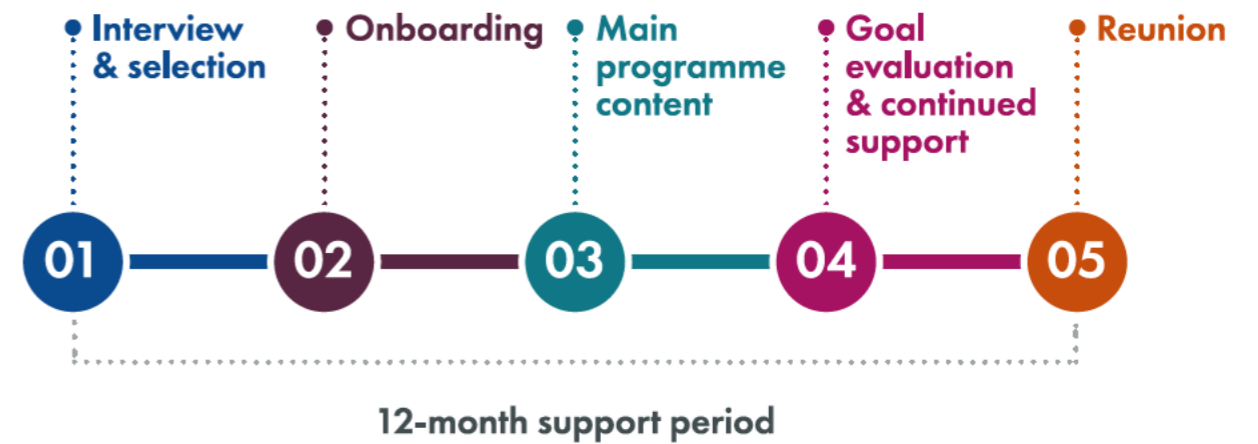 Interview
& selection
Onboarding
Main
programme
content
Goal
evaluation
& continued
support
Reunion
01
02
03
04
05
12-month support period